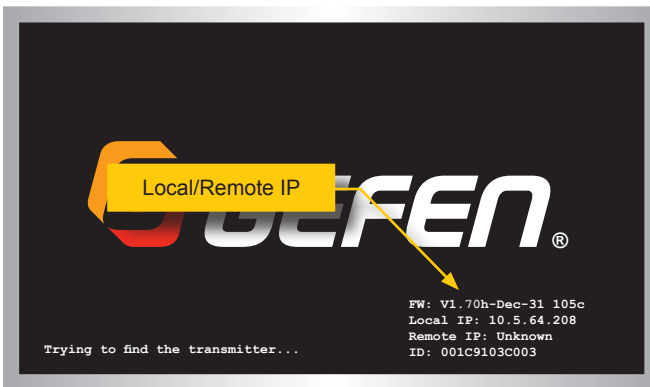 Local/Remote IP
GEFEN®
FW: V1.70h-Dec-31 105c
Local IP: 10.5.64.208
Remote IP: Unknown
ID: 001C9103C003
Trying to find the transmitter...